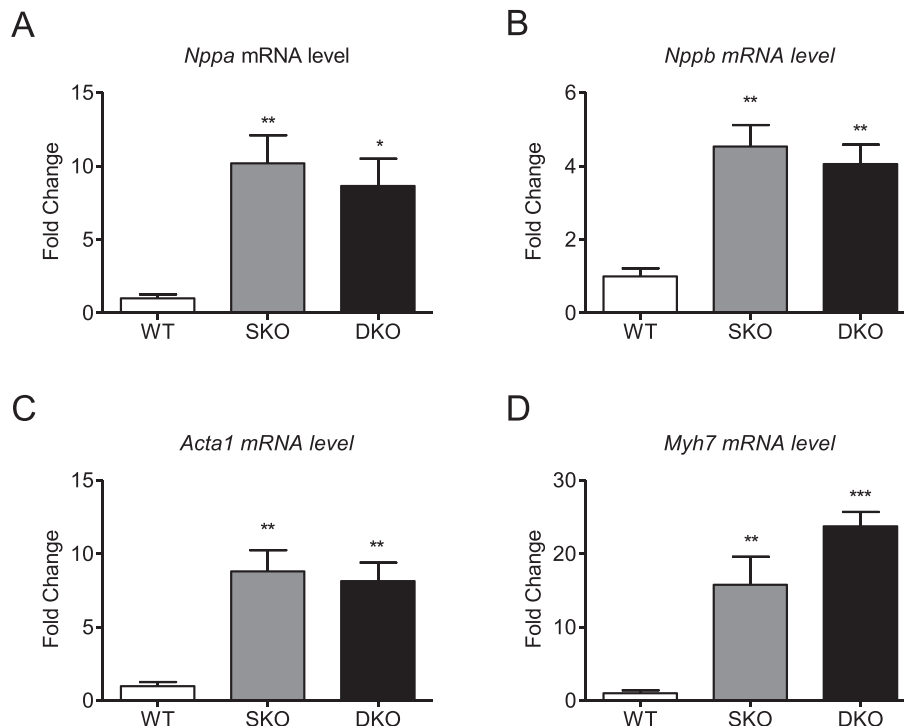 A
Nppa mRNA level
Fold Change
15
10
5
0
**
*
WT SKO DKO
B
Nppb mRNA level
Fold Change
6
4
2
0
**
**
WT SKO DKO
C
Acta1 mRNA level
Fold Change
15
10
5
0
**
**
WT SKO DKO
D
Myh7 mRNA level
Fold Change
30
20
10
0
**
***
WT SKO DKO